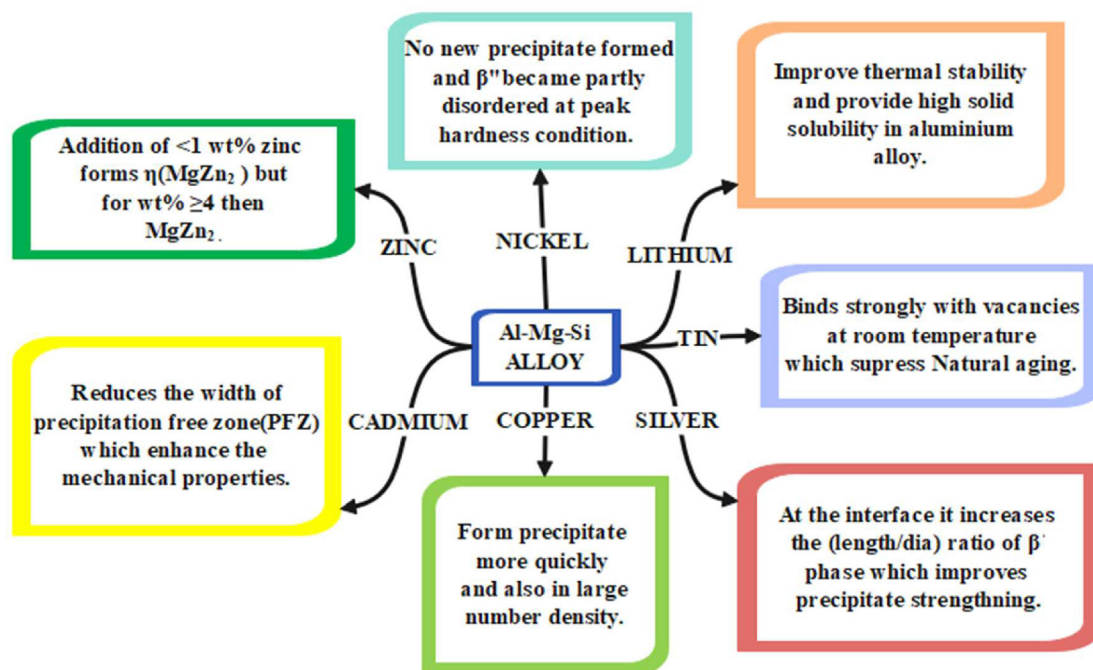 No new precipitate formed
and β"became partly
disordered at peak
hardness condition.
Improve thermal stability
and provide high solid
solubility in aluminium
alloy.
Addition of <1 wt% zinc
forms η(MgZn₂ ) but
for wt% ≥4 then
MgZn₂ .
ZINC
NICKEL
LITHIUM
Al-Mg-Si
ALLOY
TIN
Binds strongly with vacancies
at room temperature
which supress Natural aging.
Reduces the width of
precipitation free zone(PFZ)
which enhance the
mechanical properties.
CADMIUM
COPPER
SILVER
Form precipitate
more quickly
and also in large
number density.
At the interface it increases
the (length/dia) ratio of β'
phase which improves
precipitate strengthning.